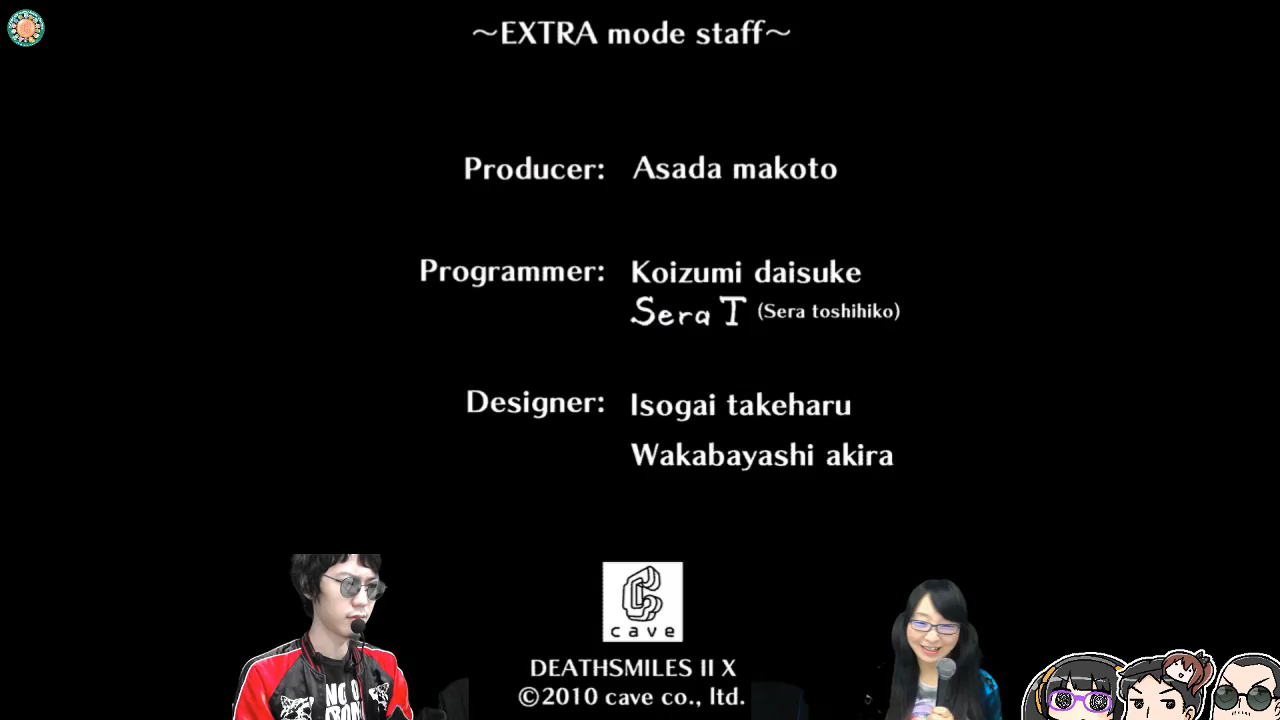 ～EXTRA mode staff～
Producer: Asada makoto
Programmer: Koizumi daisuke
Sera T (Sera toshihiko)
Designer: Isogai takeharu
Wakabayashi akira
cave
DEATHSMILES II X
©2010 cave co., ltd.